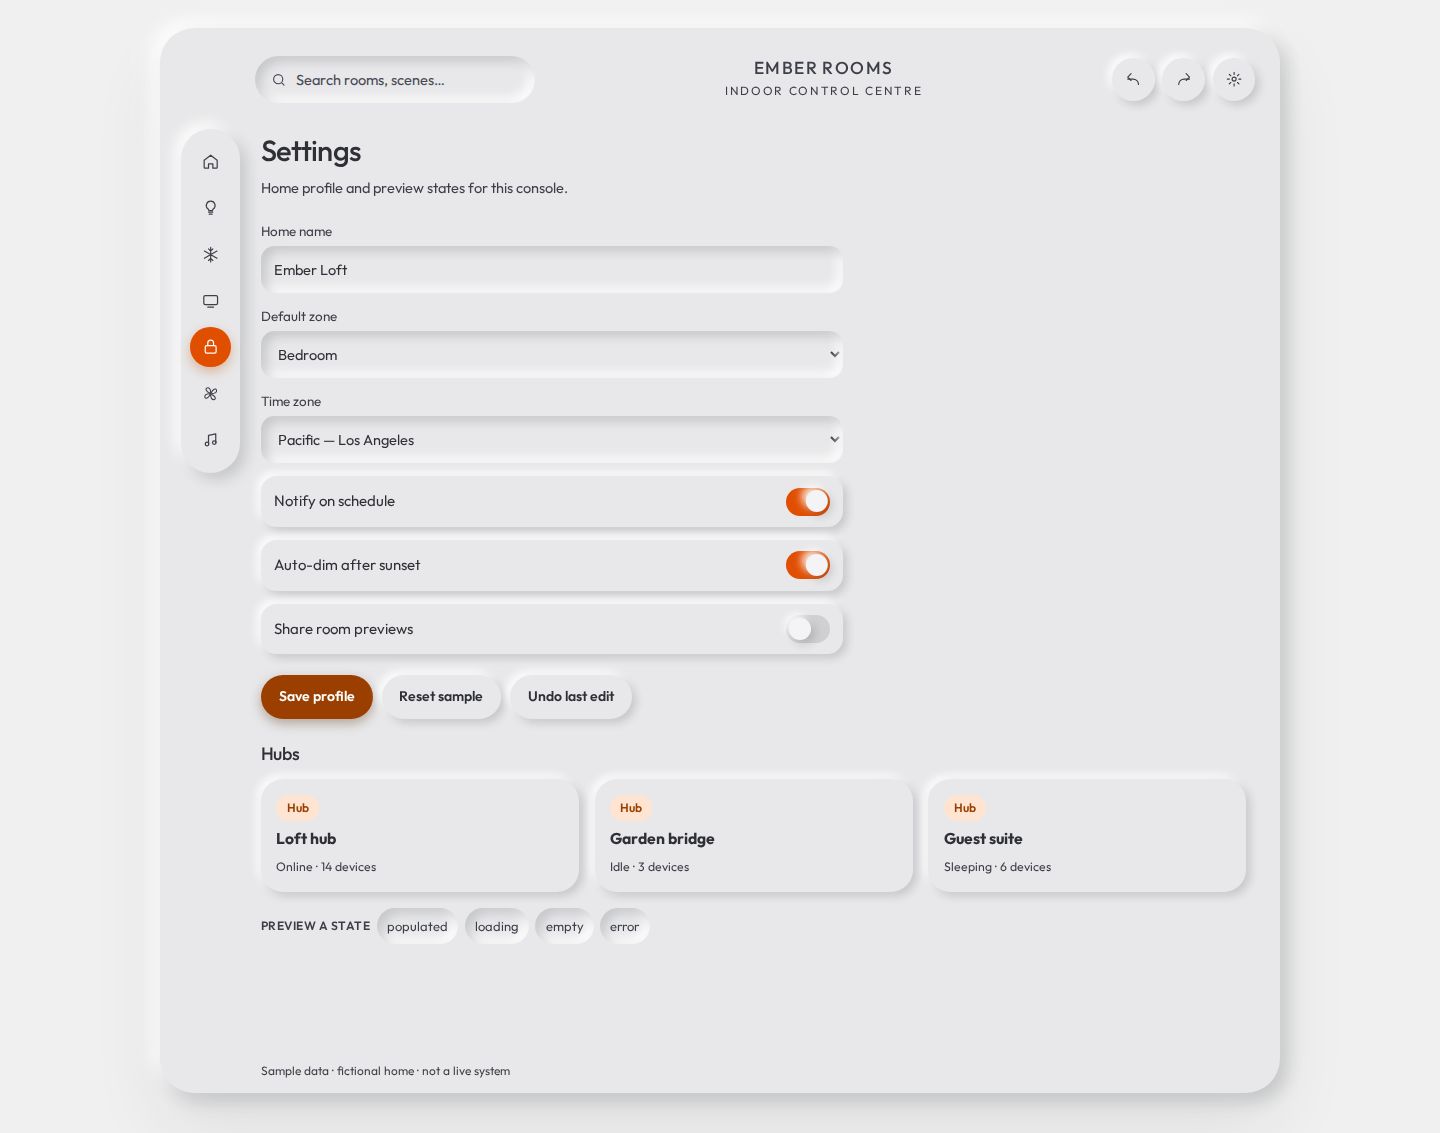 Search rooms, scenes...
EMBER ROOMS
INDOOR CONTROL CENTRE
Settings
Home profile and preview states for this console.
Home name
Ember Loft
Default zone
Bedroom
Time zone
Pacific — Los Angeles
Notify on schedule
Auto-dim after sunset
Share room previews
Save profile
Reset sample
Undo last edit
Hubs
Hub
Loft hub
Online · 14 devices
Hub
Garden bridge
Idle · 3 devices
Hub
Guest suite
Sleeping · 6 devices
PREVIEW A STATE
populated
loading
empty
error
Sample data · fictional home · not a live system